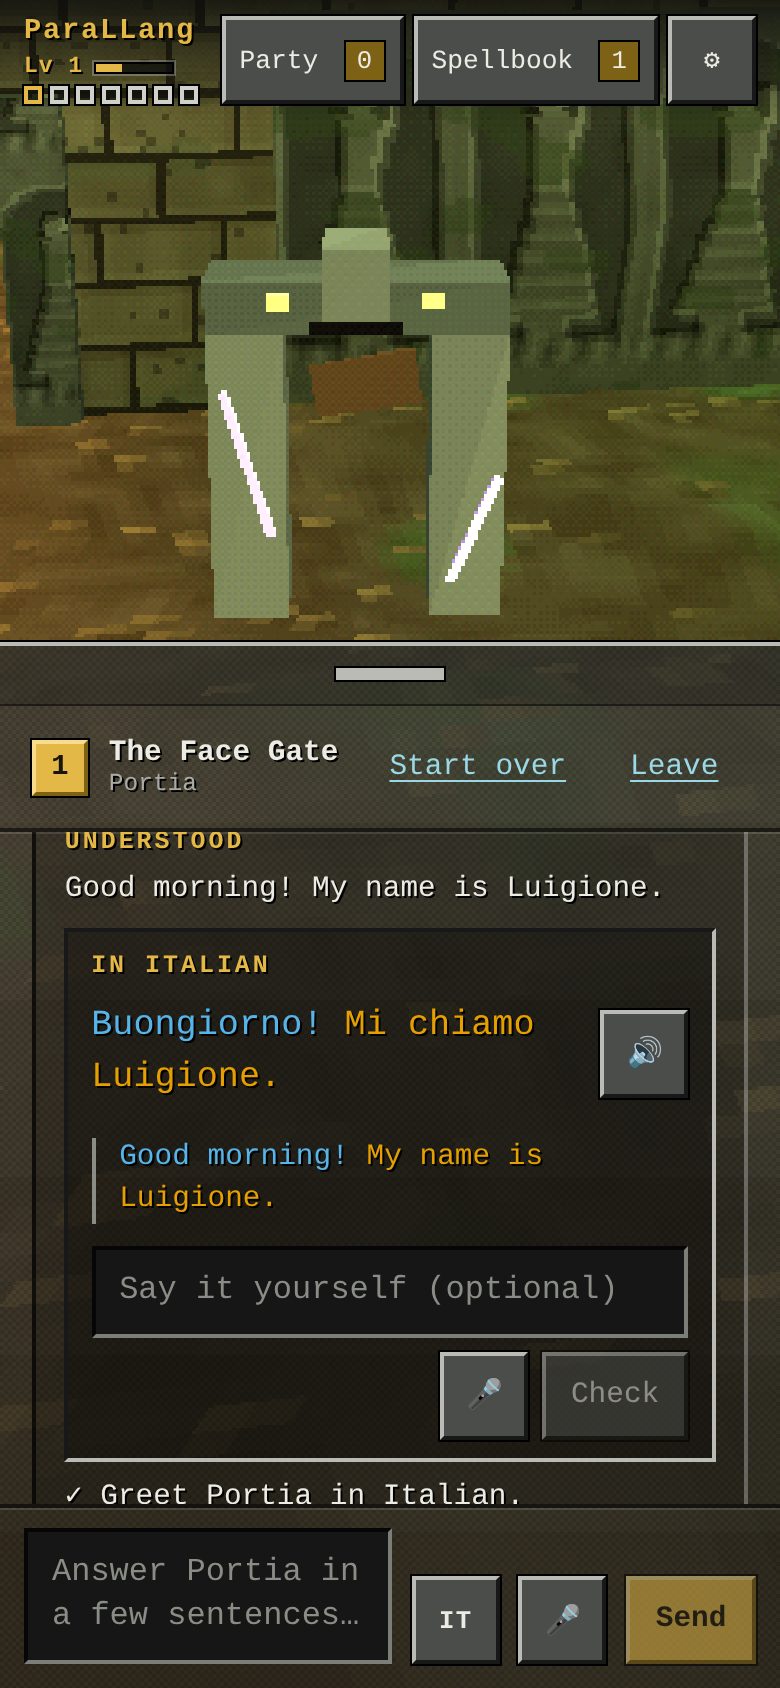 ParaLLang
Lv 1
Party 0
Spellbook 1
⚙
1
The Face Gate
Portia
Start over
Leave
UNDERSTOOD
Good morning! My name is Luigione.
IN ITALIAN
Buongiorno! Mi chiamo
Luigione.
Good morning! My name is
Luigione.
Say it yourself (optional)
Check
✓ Greet Portia in Italian.
Answer Portia in
a few sentences…
IT
Send